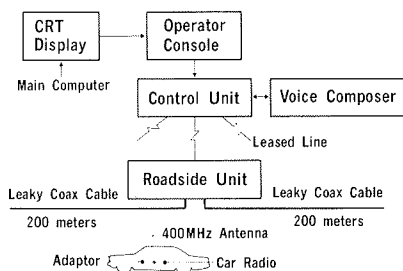 CRT
Display
Operator
Console
Main Computer
Control Unit
Voice Composer
Leased Line
Roadside Unit
Leaky Coax Cable
Leaky Coax Cable
200 meters
200 meters
400MHz Antenna
Adaptor
Car Radio